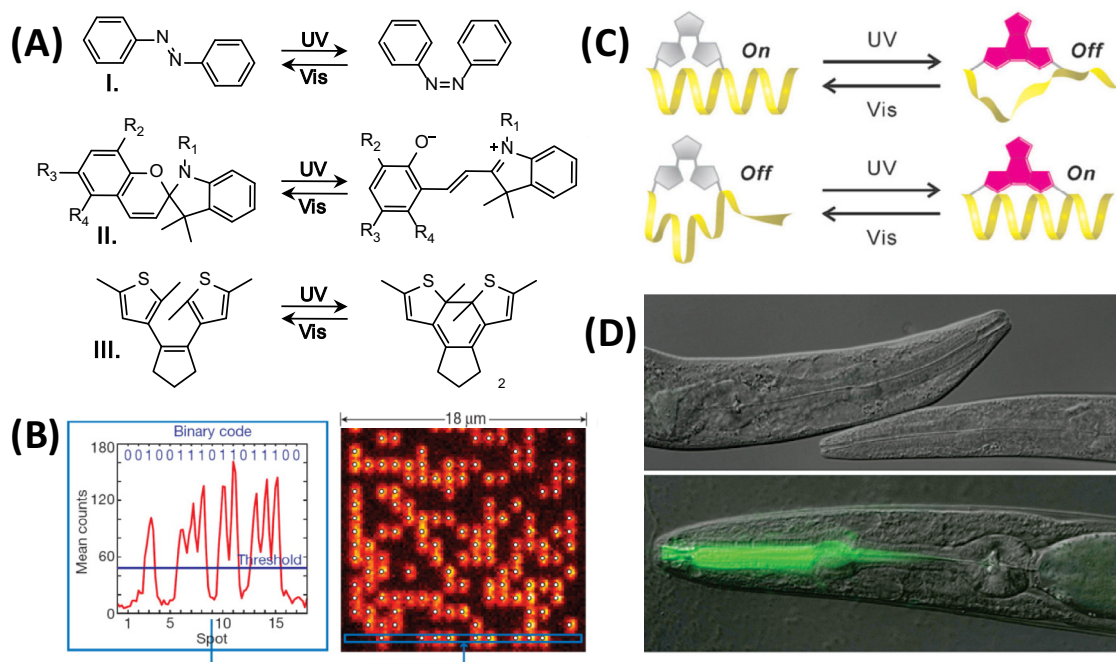 (A)
N
N
UV
Vis
N=N
I.
R2
R3
R4
O
R1
N
UV
Vis
R2
O−
R1
+
N
R3
R4
II.
S
S
UV
Vis
S
S
III.
2
(B)
Binary code
00100111011011100
Threshold
Mean counts
180
120
60
0
1
5
10
15
Spot
18 μm
(C)
On
UV
Vis
Off
Off
UV
Vis
On
(D)